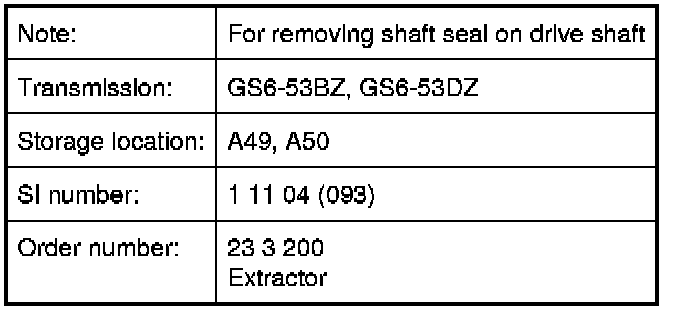 Note: For removing shaft seal on drive shaft
Transmission: GS6-53BZ, GS6-53DZ
Storage location: A49, A50
SI number: 1 11 04 (093)
Order number: 23 3 200
Extractor